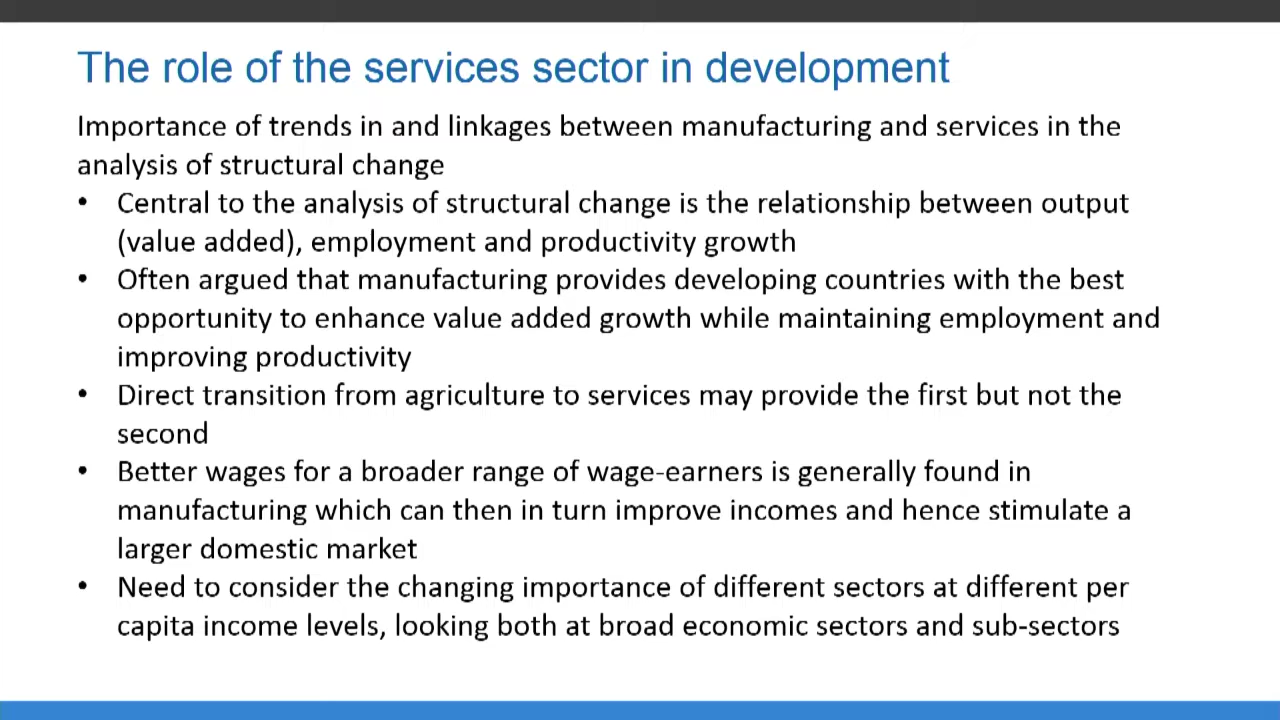 The role of the services sector in development
Importance of trends in and linkages between manufacturing and services in the
analysis of structural change
• Central to the analysis of structural change is the relationship between output
(value added), employment and productivity growth
• Often argued that manufacturing provides developing countries with the best
opportunity to enhance value added growth while maintaining employment and
improving productivity
• Direct transition from agriculture to services may provide the first but not the
second
• Better wages for a broader range of wage-earners is generally found in
manufacturing which can then in turn improve incomes and hence stimulate a
larger domestic market
• Need to consider the changing importance of different sectors at different per
capita income levels, looking both at broad economic sectors and sub-sectors